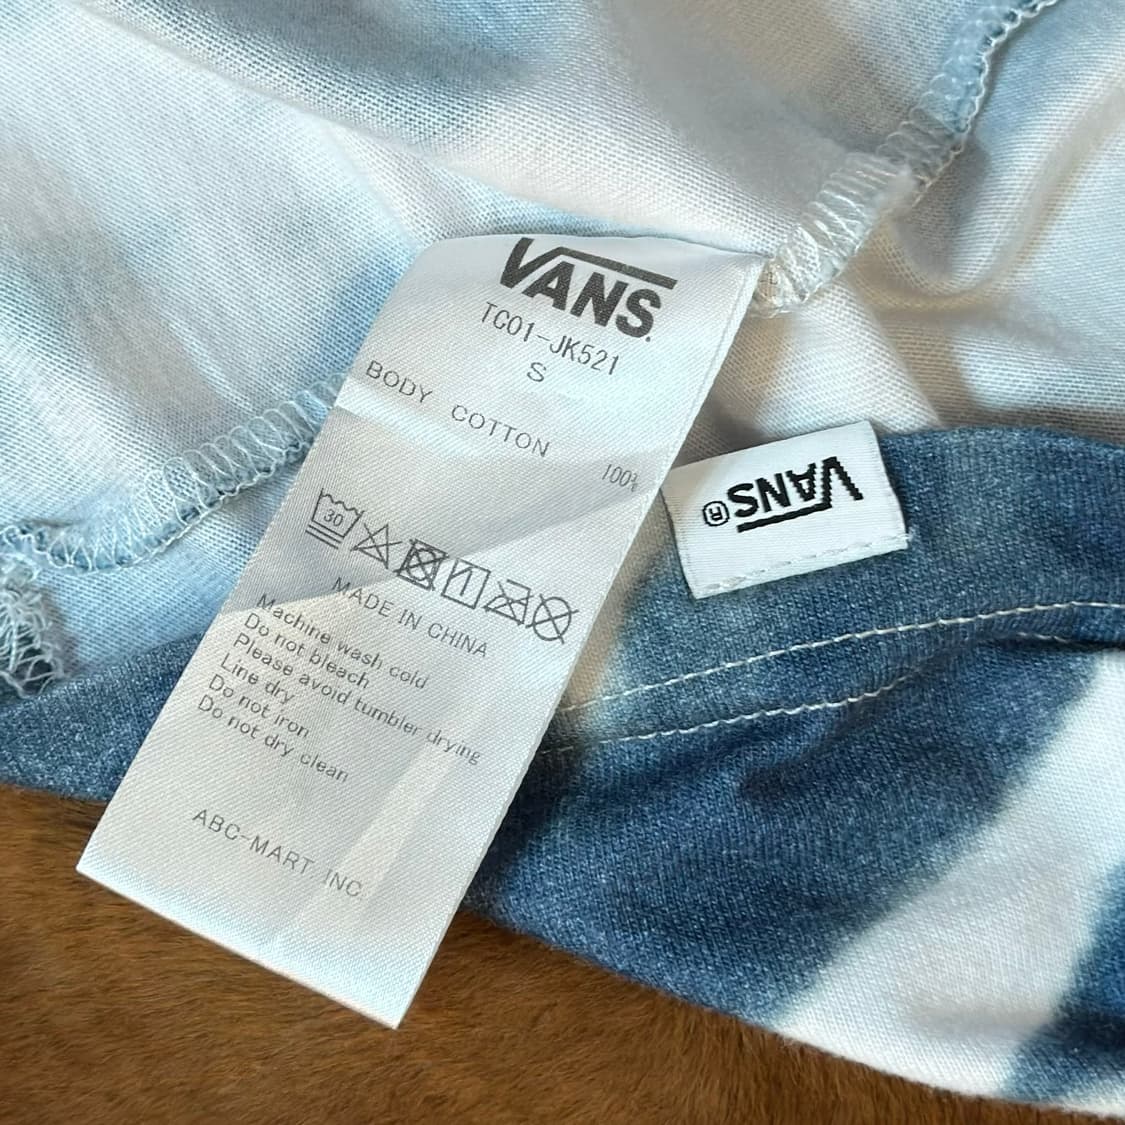 VANS
TC01-JK521
S
BODY COTTON 100%
30
MADE IN CHINA
Machine wash cold
Do not bleach
Please avoid tumbler drying
Line dry
Do not iron
Do not dry clean
ABC-MART INC.
VANS®